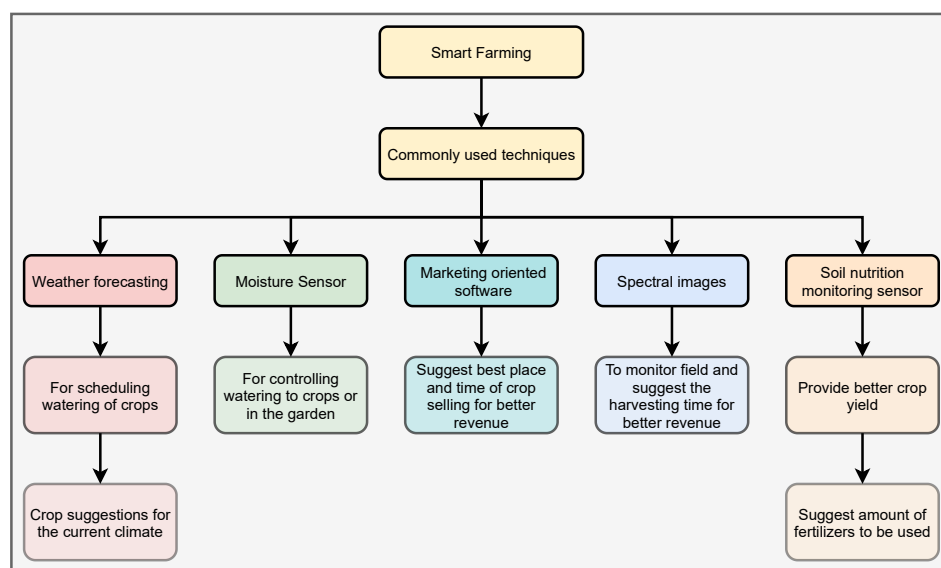 Smart Farming
Commonly used techniques
Weather forecasting
Moisture Sensor
Marketing oriented
software
Spectral images
Soil nutrition
monitoring sensor
For scheduling
watering of crops
For controlling
watering to crops or
in the garden
Suggest best place
and time of crop
selling for better
revenue
To monitor field and
suggest the
harvesting time for
better revenue
Provide better crop
yield
Crop suggestions for
the current climate
Suggest amount of
fertilizers to be used